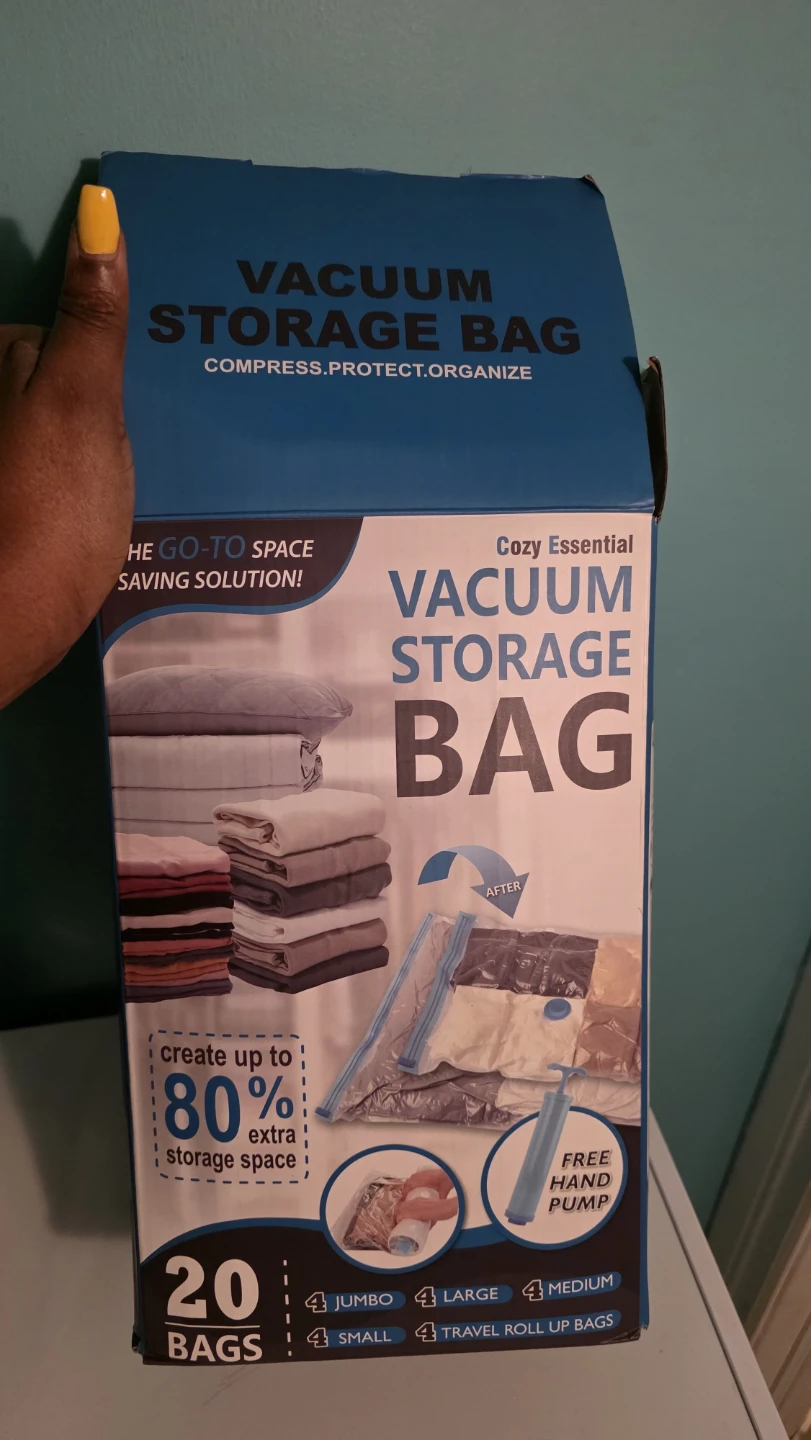 VACUUM
STORAGE BAG
COMPRESS.PROTECT.ORGANIZE
HE GO-TO SPACE
SAVING SOLUTION!
Cozy Essential
VACUUM
STORAGE
BAG
AFTER
create up to
80%
extra
storage space
FREE
HAND
PUMP
20
BAGS
4 JUMBO 4 LARGE 4 MEDIUM
4 SMALL 4 TRAVEL ROLL UP BAGS